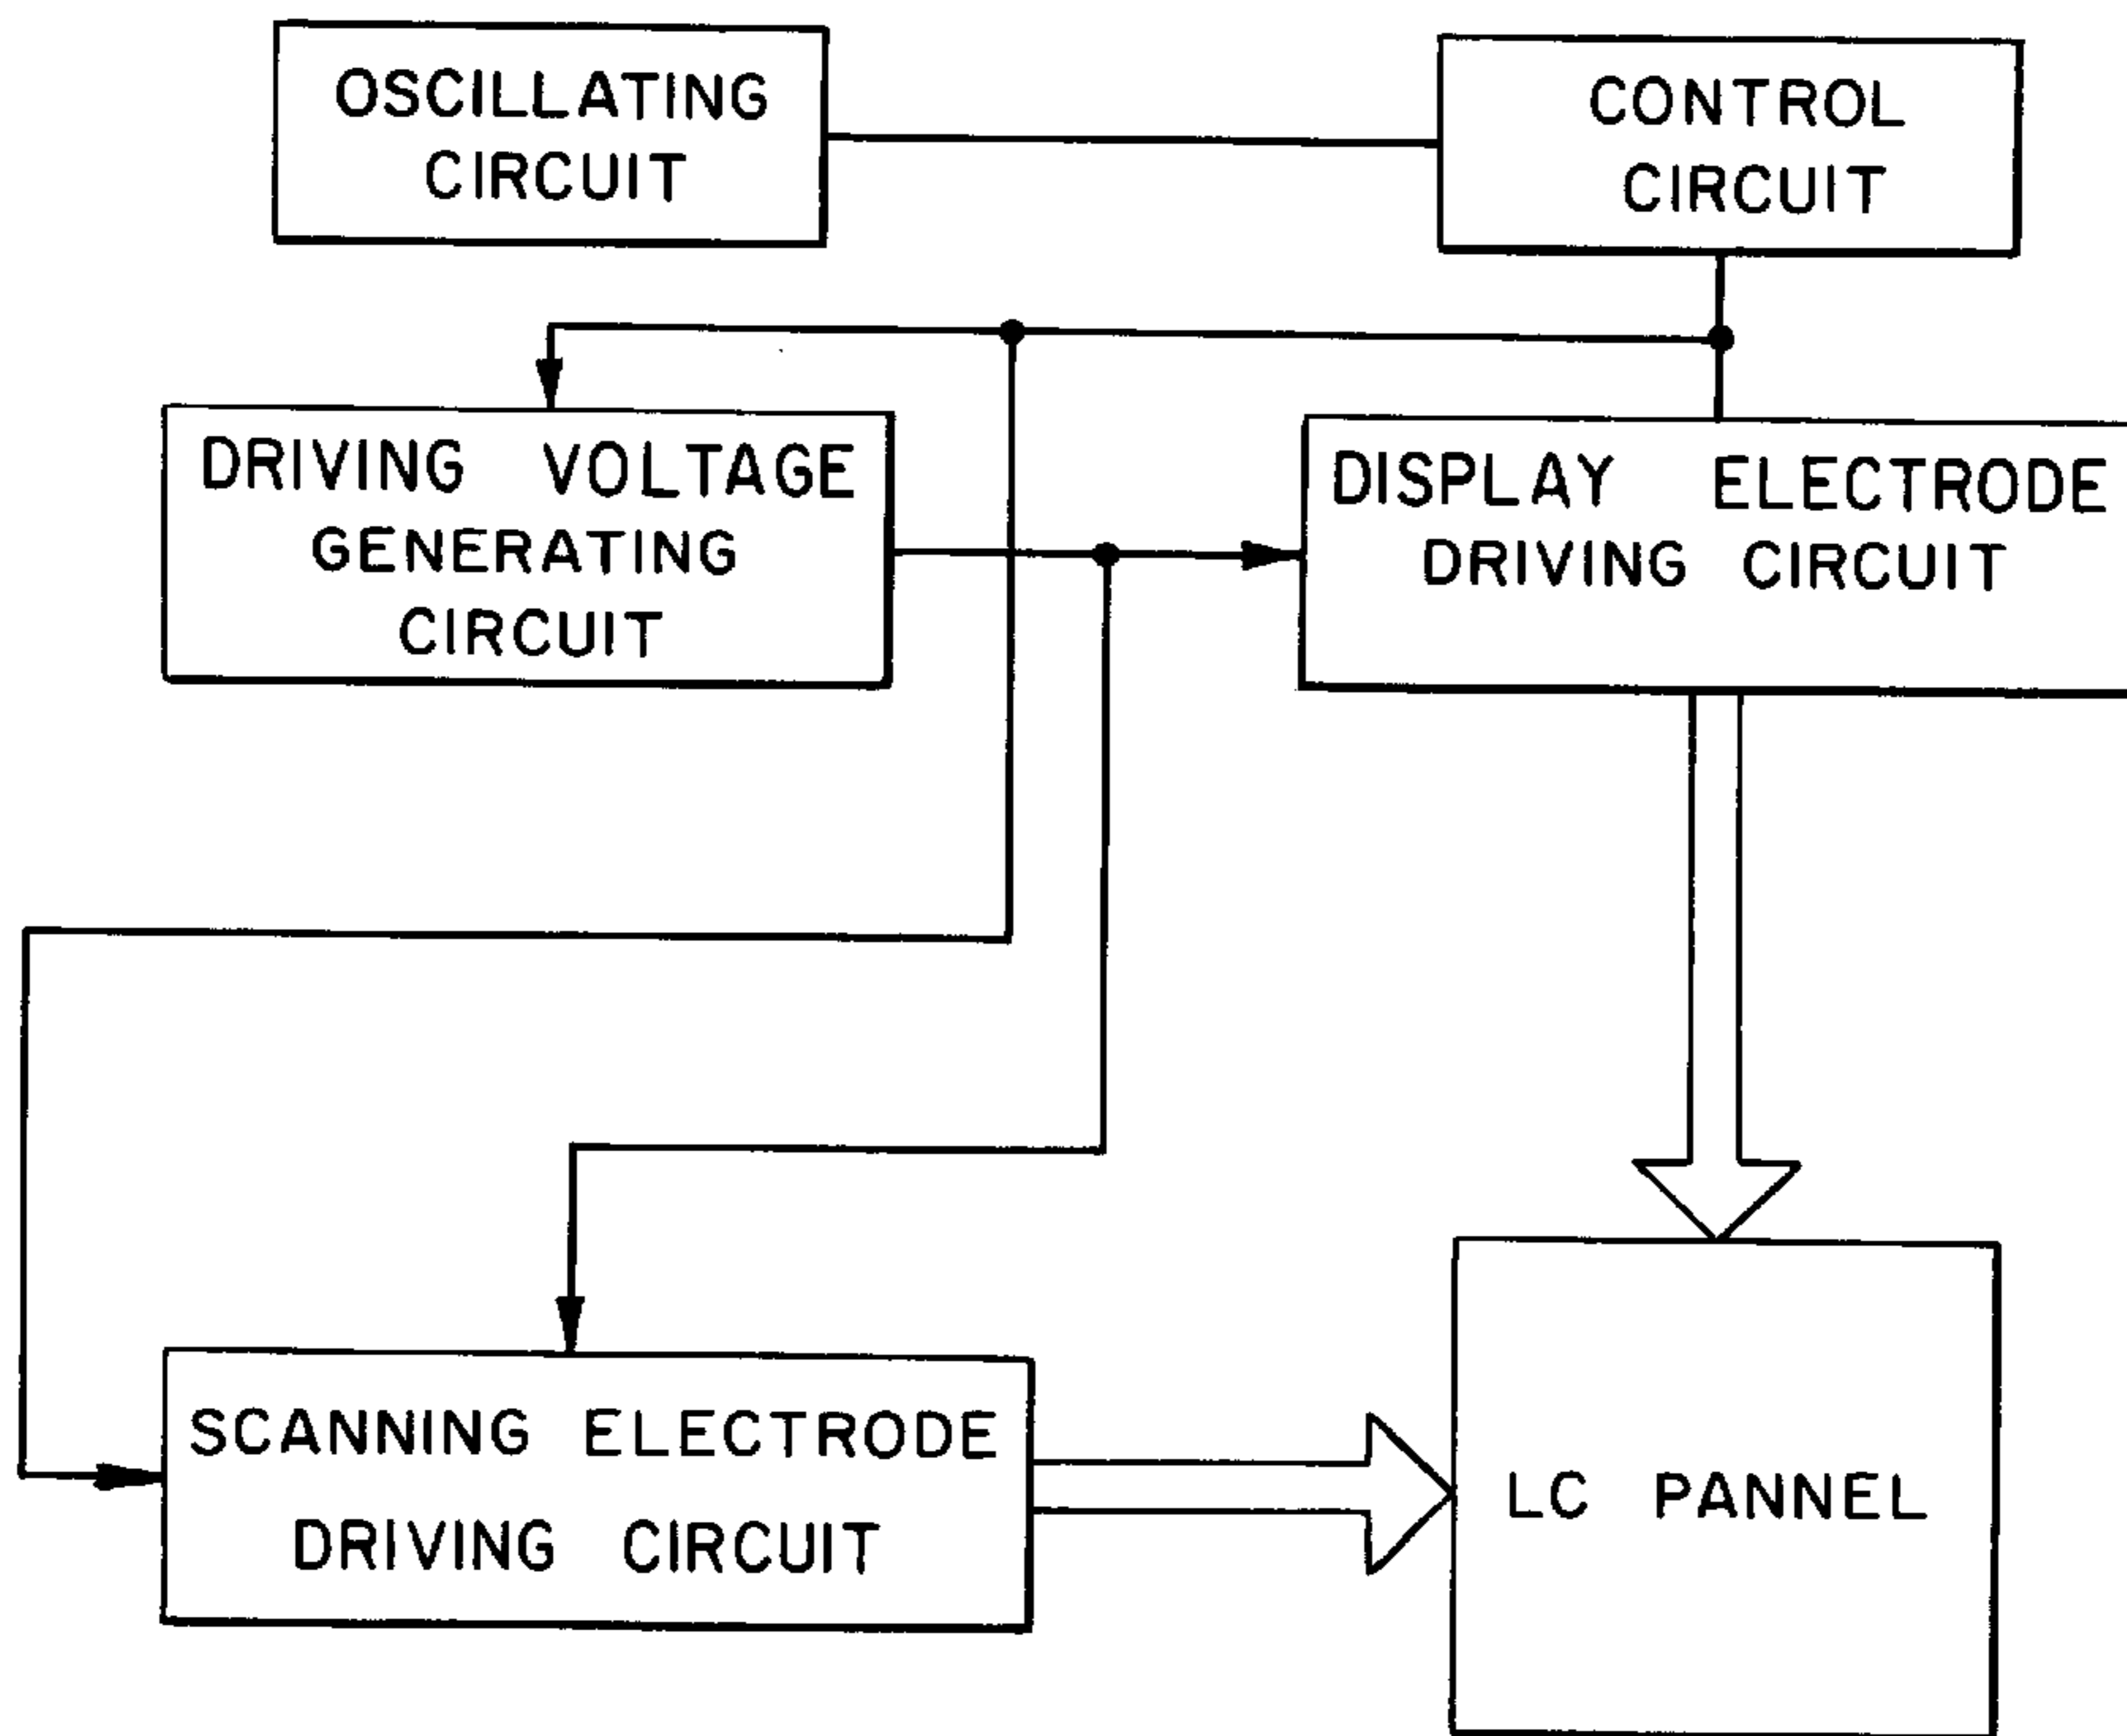 OSCILLATING
CIRCUIT
CONTROL
CIRCUIT
DRIVING VOLTAGE
GENERATING
CIRCUIT
DISPLAY ELECTRODE
DRIVING CIRCUIT
SCANNING ELECTRODE
DRIVING CIRCUIT
LC PANNEL